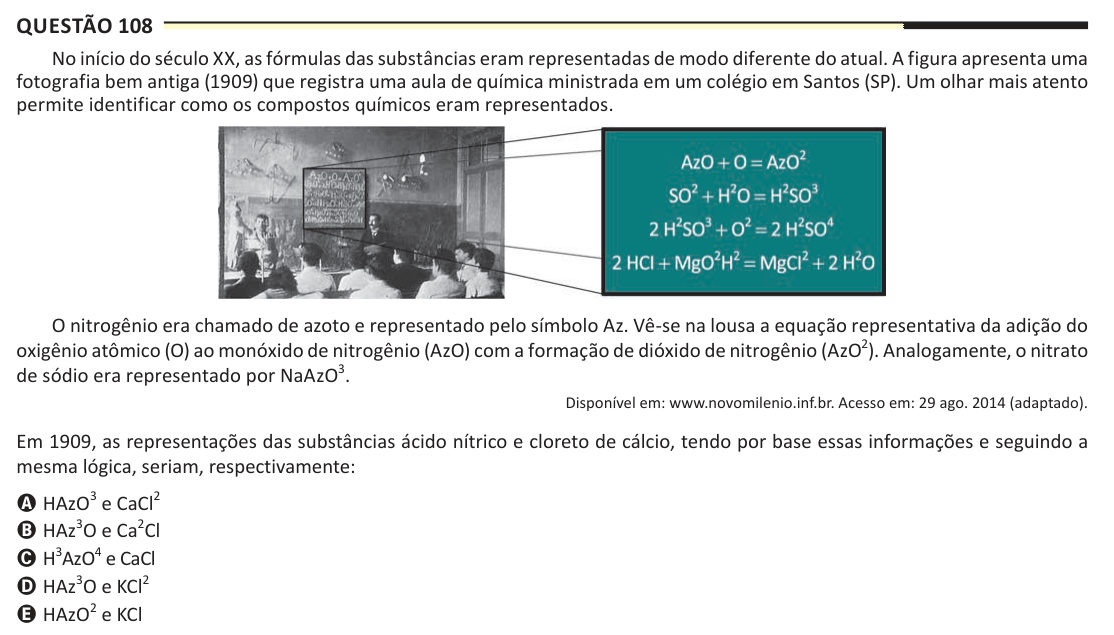 QUESTÃO 108
No início do século XX, as fórmulas das substâncias eram representadas de modo diferente do atual. A figura apresenta uma
fotografia bem antiga (1909) que registra uma aula de química ministrada em um colégio em Santos (SP). Um olhar mais atento
permite identificar como os compostos químicos eram representados.
AzO + O = AzO²
SO² + H²O = H²SO³
2 H²SO³ + O² = 2 H²SO⁴
2 HCl + MgO²H² = MgCl² + 2 H²O
O nitrogênio era chamado de azoto e representado pelo símbolo Az. Vê-se na lousa a equação representativa da adição do
oxigênio atômico (O) ao monóxido de nitrogênio (AzO) com a formação de dióxido de nitrogênio (AzO²). Analogamente, o nitrato
de sódio era representado por NaAzO³.
Disponível em: www.novomilenio.inf.br. Acesso em: 29 ago. 2014 (adaptado).
Em 1909, as representações das substâncias ácido nítrico e cloreto de cálcio, tendo por base essas informações e seguindo a
mesma lógica, seriam, respectivamente:
A HAzO³ e CaCl²
B HAz³O e Ca²Cl
C H³AzO⁴ e CaCl
D HAz³O e KCl²
E HAzO² e KCl